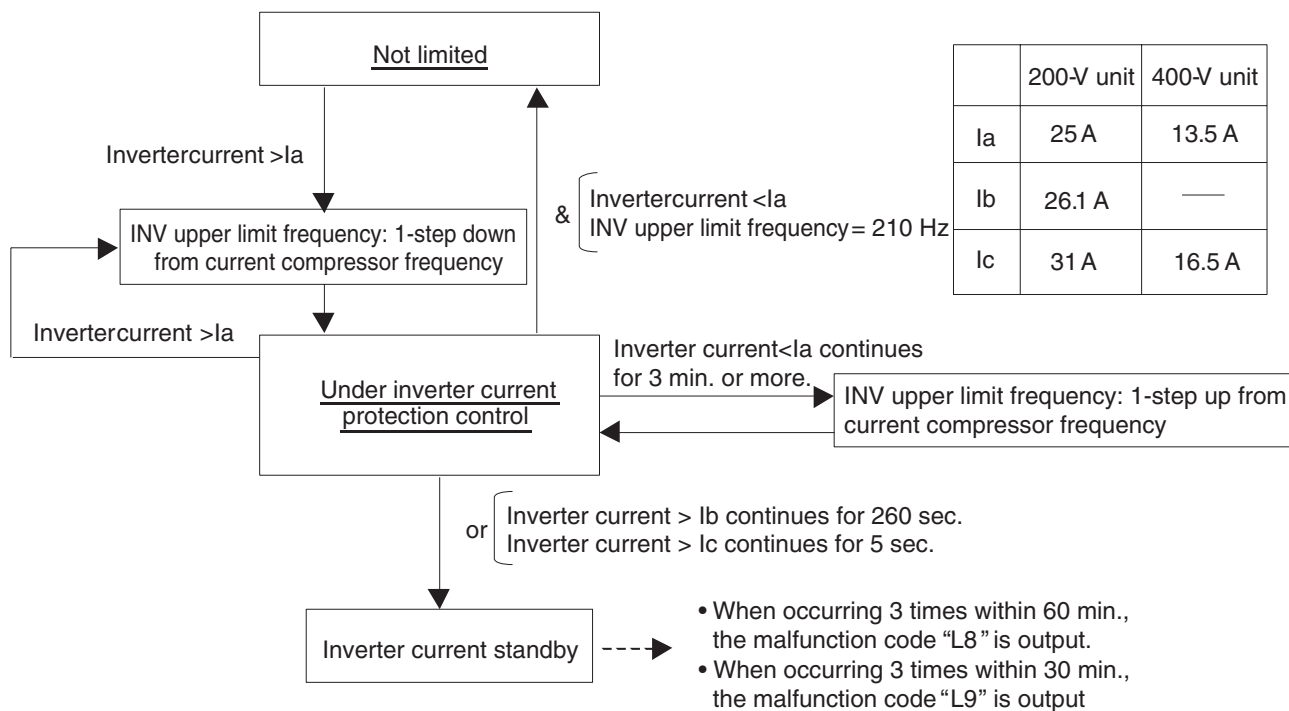 Not limited
200-V unit 400-V unit
Ia 25 A 13.5 A
Ib 26.1 A —
Ic 31 A 16.5 A
Invertercurrent >Ia
& Invertercurrent <Ia
INV upper limit frequency= 210 Hz
INV upper limit frequency: 1-step down
from current compressor frequency
Invertercurrent >Ia
Under inverter current
protection control
Inverter current<Ia continues
for 3 min. or more.
INV upper limit frequency: 1-step up from
current compressor frequency
or Inverter current > Ib continues for 260 sec.
Inverter current > Ic continues for 5 sec.
Inverter current standby
• When occurring 3 times within 60 min.,
the malfunction code “L8” is output.
• When occurring 3 times within 30 min.,
the malfunction code “L9” is output